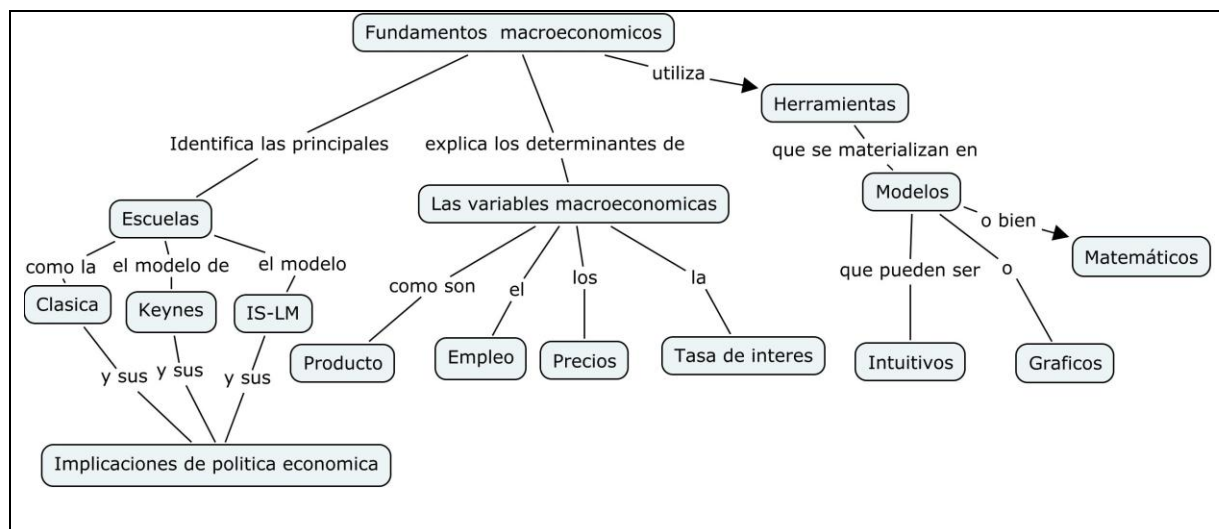 Fundamentos macroeconomicos
utiliza
Herramientas
Identifica las principales
explica los determinantes de
que se materializan en
Modelos
Las variables macroeconomicas
Escuelas
o bien
Matemáticos
como la
el modelo de
el modelo
como son
el
los
la
que pueden ser
o
Clasica
Keynes
IS-LM
Producto
Empleo
Precios
Tasa de interes
Intuitivos
Graficos
y sus
y sus
y sus
Implicaciones de politica economica